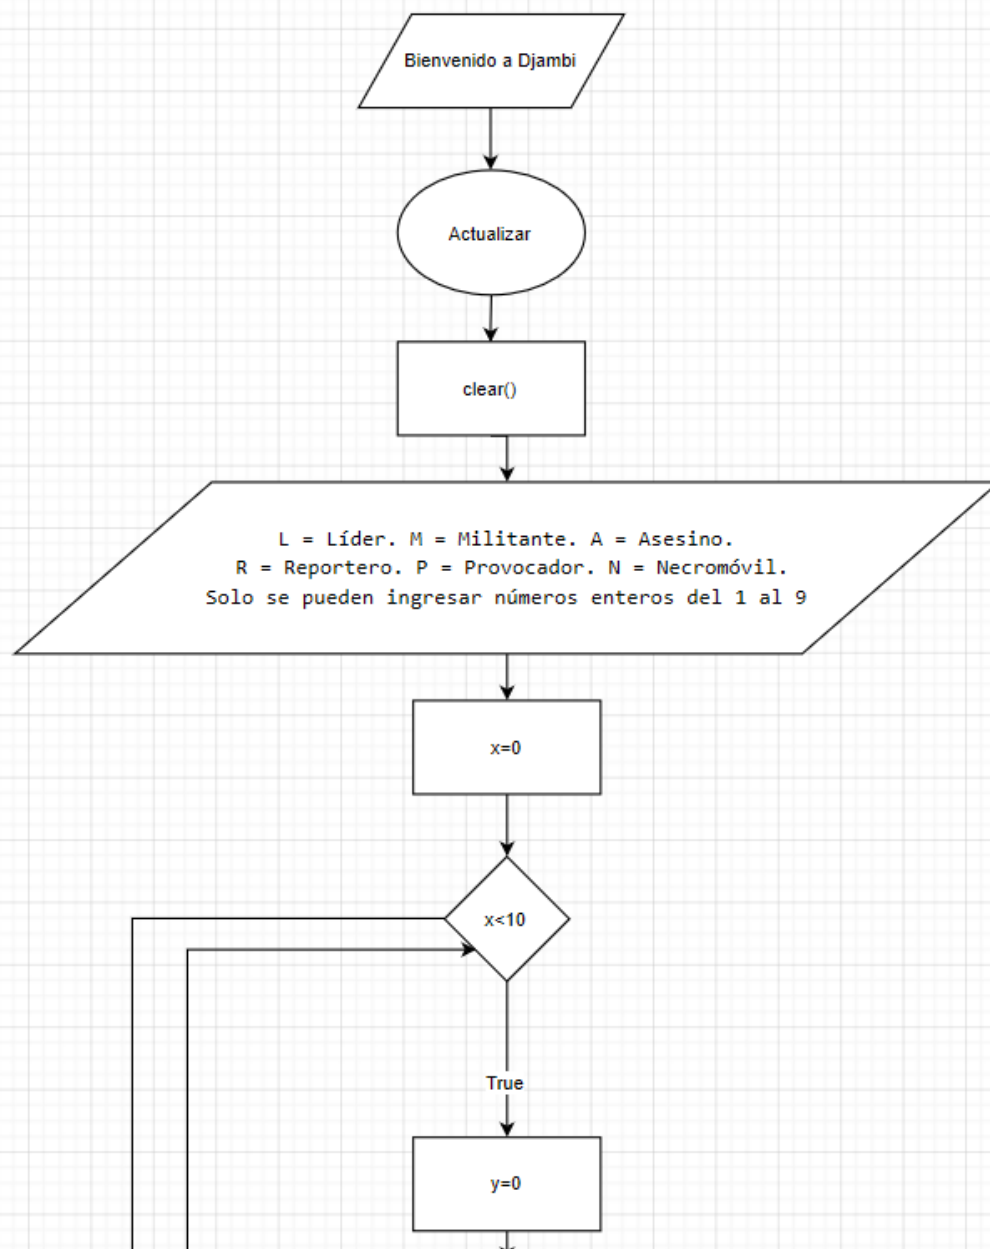 Bienvenido a Djambi
Actualizar
clear()
L = Líder. M = Militante. A = Asesino.
R = Reportero. P = Provocador. N = Necromóvil.
Solo se pueden ingresar números enteros del 1 al 9
x=0
x<10
True
y=0